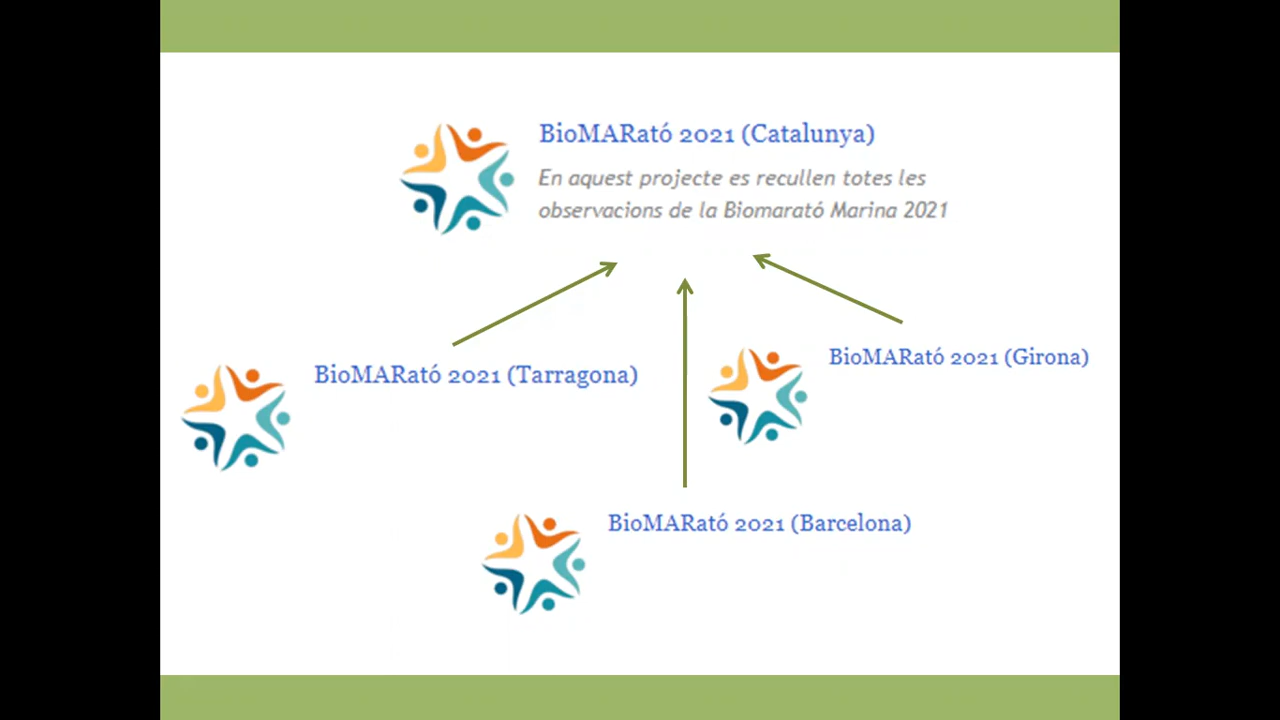 BioMARató 2021 (Catalunya)
En aquest projecte es recullen totes les
observacions de la Biomarató Marina 2021
BioMARató 2021 (Tarragona)
BioMARató 2021 (Girona)
BioMARató 2021 (Barcelona)